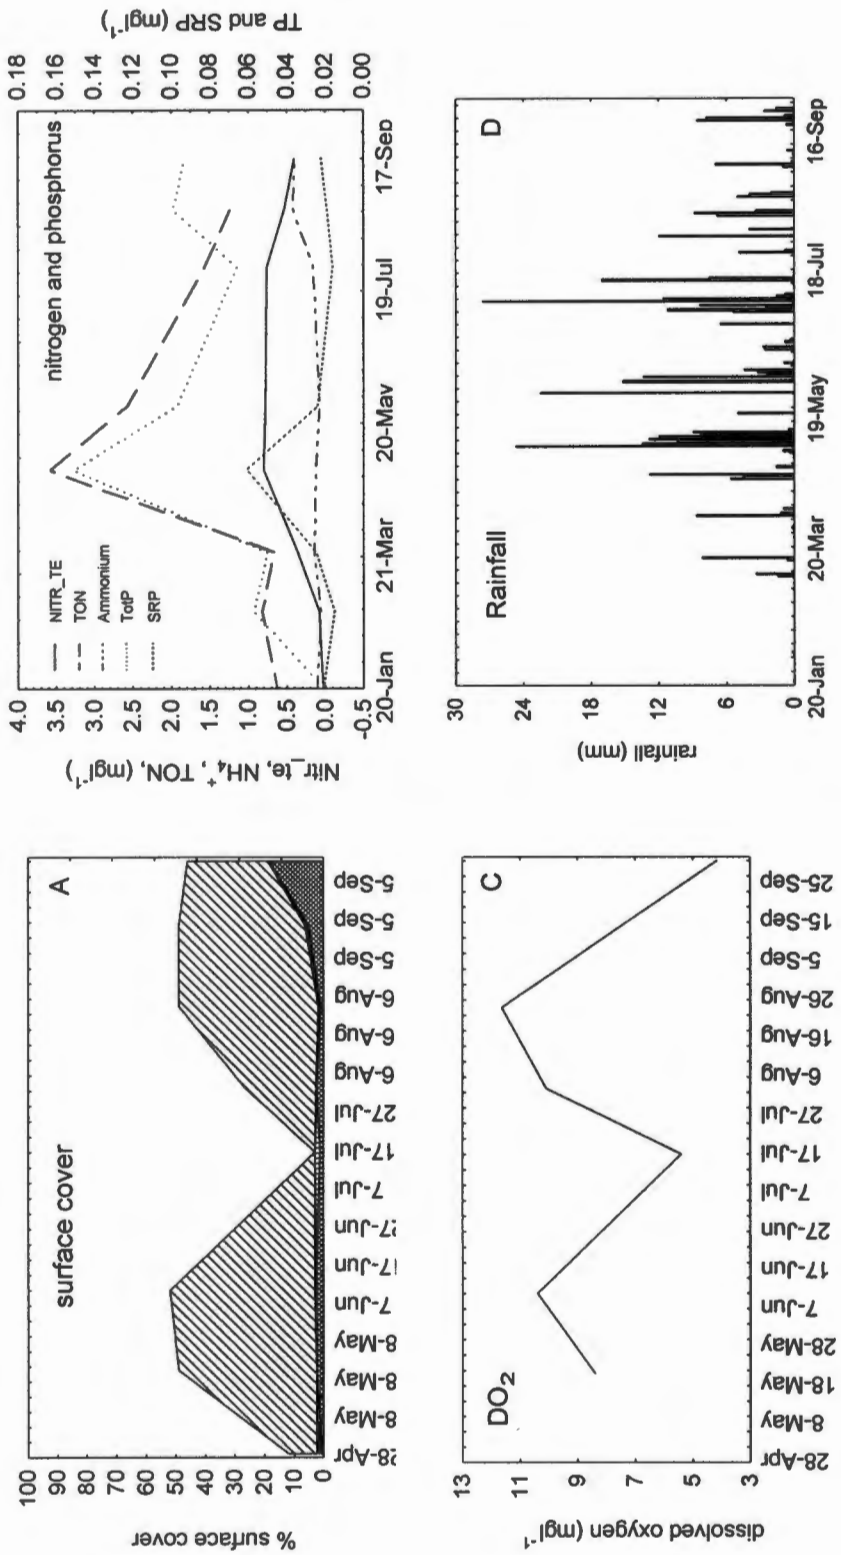 surface cover
A
% surface cover
100
90
80
70
60
50
40
30
20
10
0
28-Apr
8-May
8-May
8-May
7-Jun
17-Jun
27-Jun
7-Jul
17-Jul
27-Jul
6-Aug
6-Aug
6-Aug
5-Sep
5-Sep
5-Sep
nitrogen and phosphorus
NITR_TE
TON
Ammonium
TotP
SRP
Nitr_te, NH₄⁺, TON, (mgl⁻¹)
4.0
3.5
3.0
2.5
2.0
1.5
1.0
0.5
0.0
-0.5
TP and SRP (mgl⁻¹)
0.18
0.16
0.14
0.12
0.10
0.08
0.06
0.04
0.02
0.00
20-Jan
21-Mar
20-May
19-Jul
17-Sep
DO₂
C
dissolved oxygen (mgl⁻¹)
13
11
9
7
5
3
28-Apr
8-May
18-May
28-May
7-Jun
17-Jun
27-Jun
7-Jul
17-Jul
27-Jul
6-Aug
16-Aug
26-Aug
5-Sep
15-Sep
25-Sep
Rainfall
D
rainfall (mm)
30
24
18
12
6
0
20-Jan
20-Mar
19-May
18-Jul
16-Sep